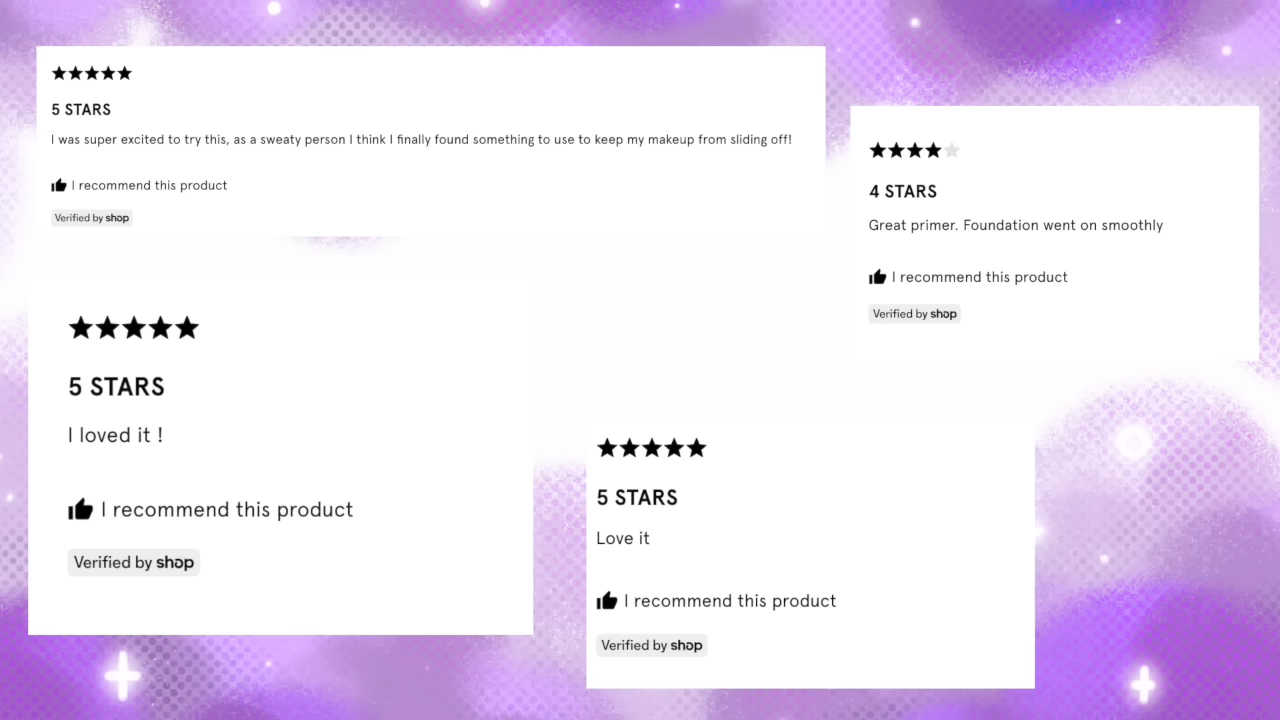 5 STARS
I was super excited to try this, as a sweaty person I think I finally found something to use to keep my makeup from sliding off!
I recommend this product
Verified by shop
4 STARS
Great primer. Foundation went on smoothly
I recommend this product
Verified by shop
5 STARS
I loved it !
I recommend this product
Verified by shop
5 STARS
Love it
I recommend this product
Verified by shop